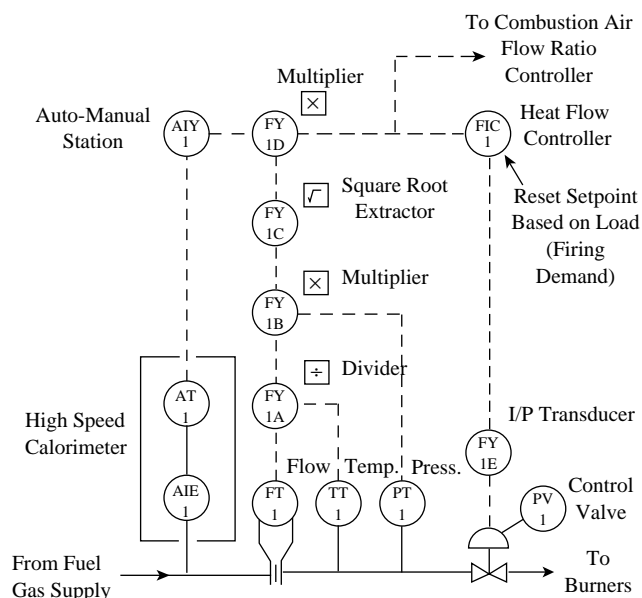 To Combustion Air
Flow Ratio
Controller
Multiplier
×
Auto-Manual
Station
AIY
1
FY
1D
FIC
1
Heat Flow
Controller
√
Square Root
Extractor
FY
1C
Reset Setpoint
Based on Load
(Firing
Demand)
×
Multiplier
FY
1B
÷
Divider
High Speed
Calorimeter
AT
1
FY
1A
I/P Transducer
FY
1E
Flow
Temp.
Press.
AIE
1
FT
1
TT
1
PT
1
PV
1
Control
Valve
From Fuel
Gas Supply
To
Burners